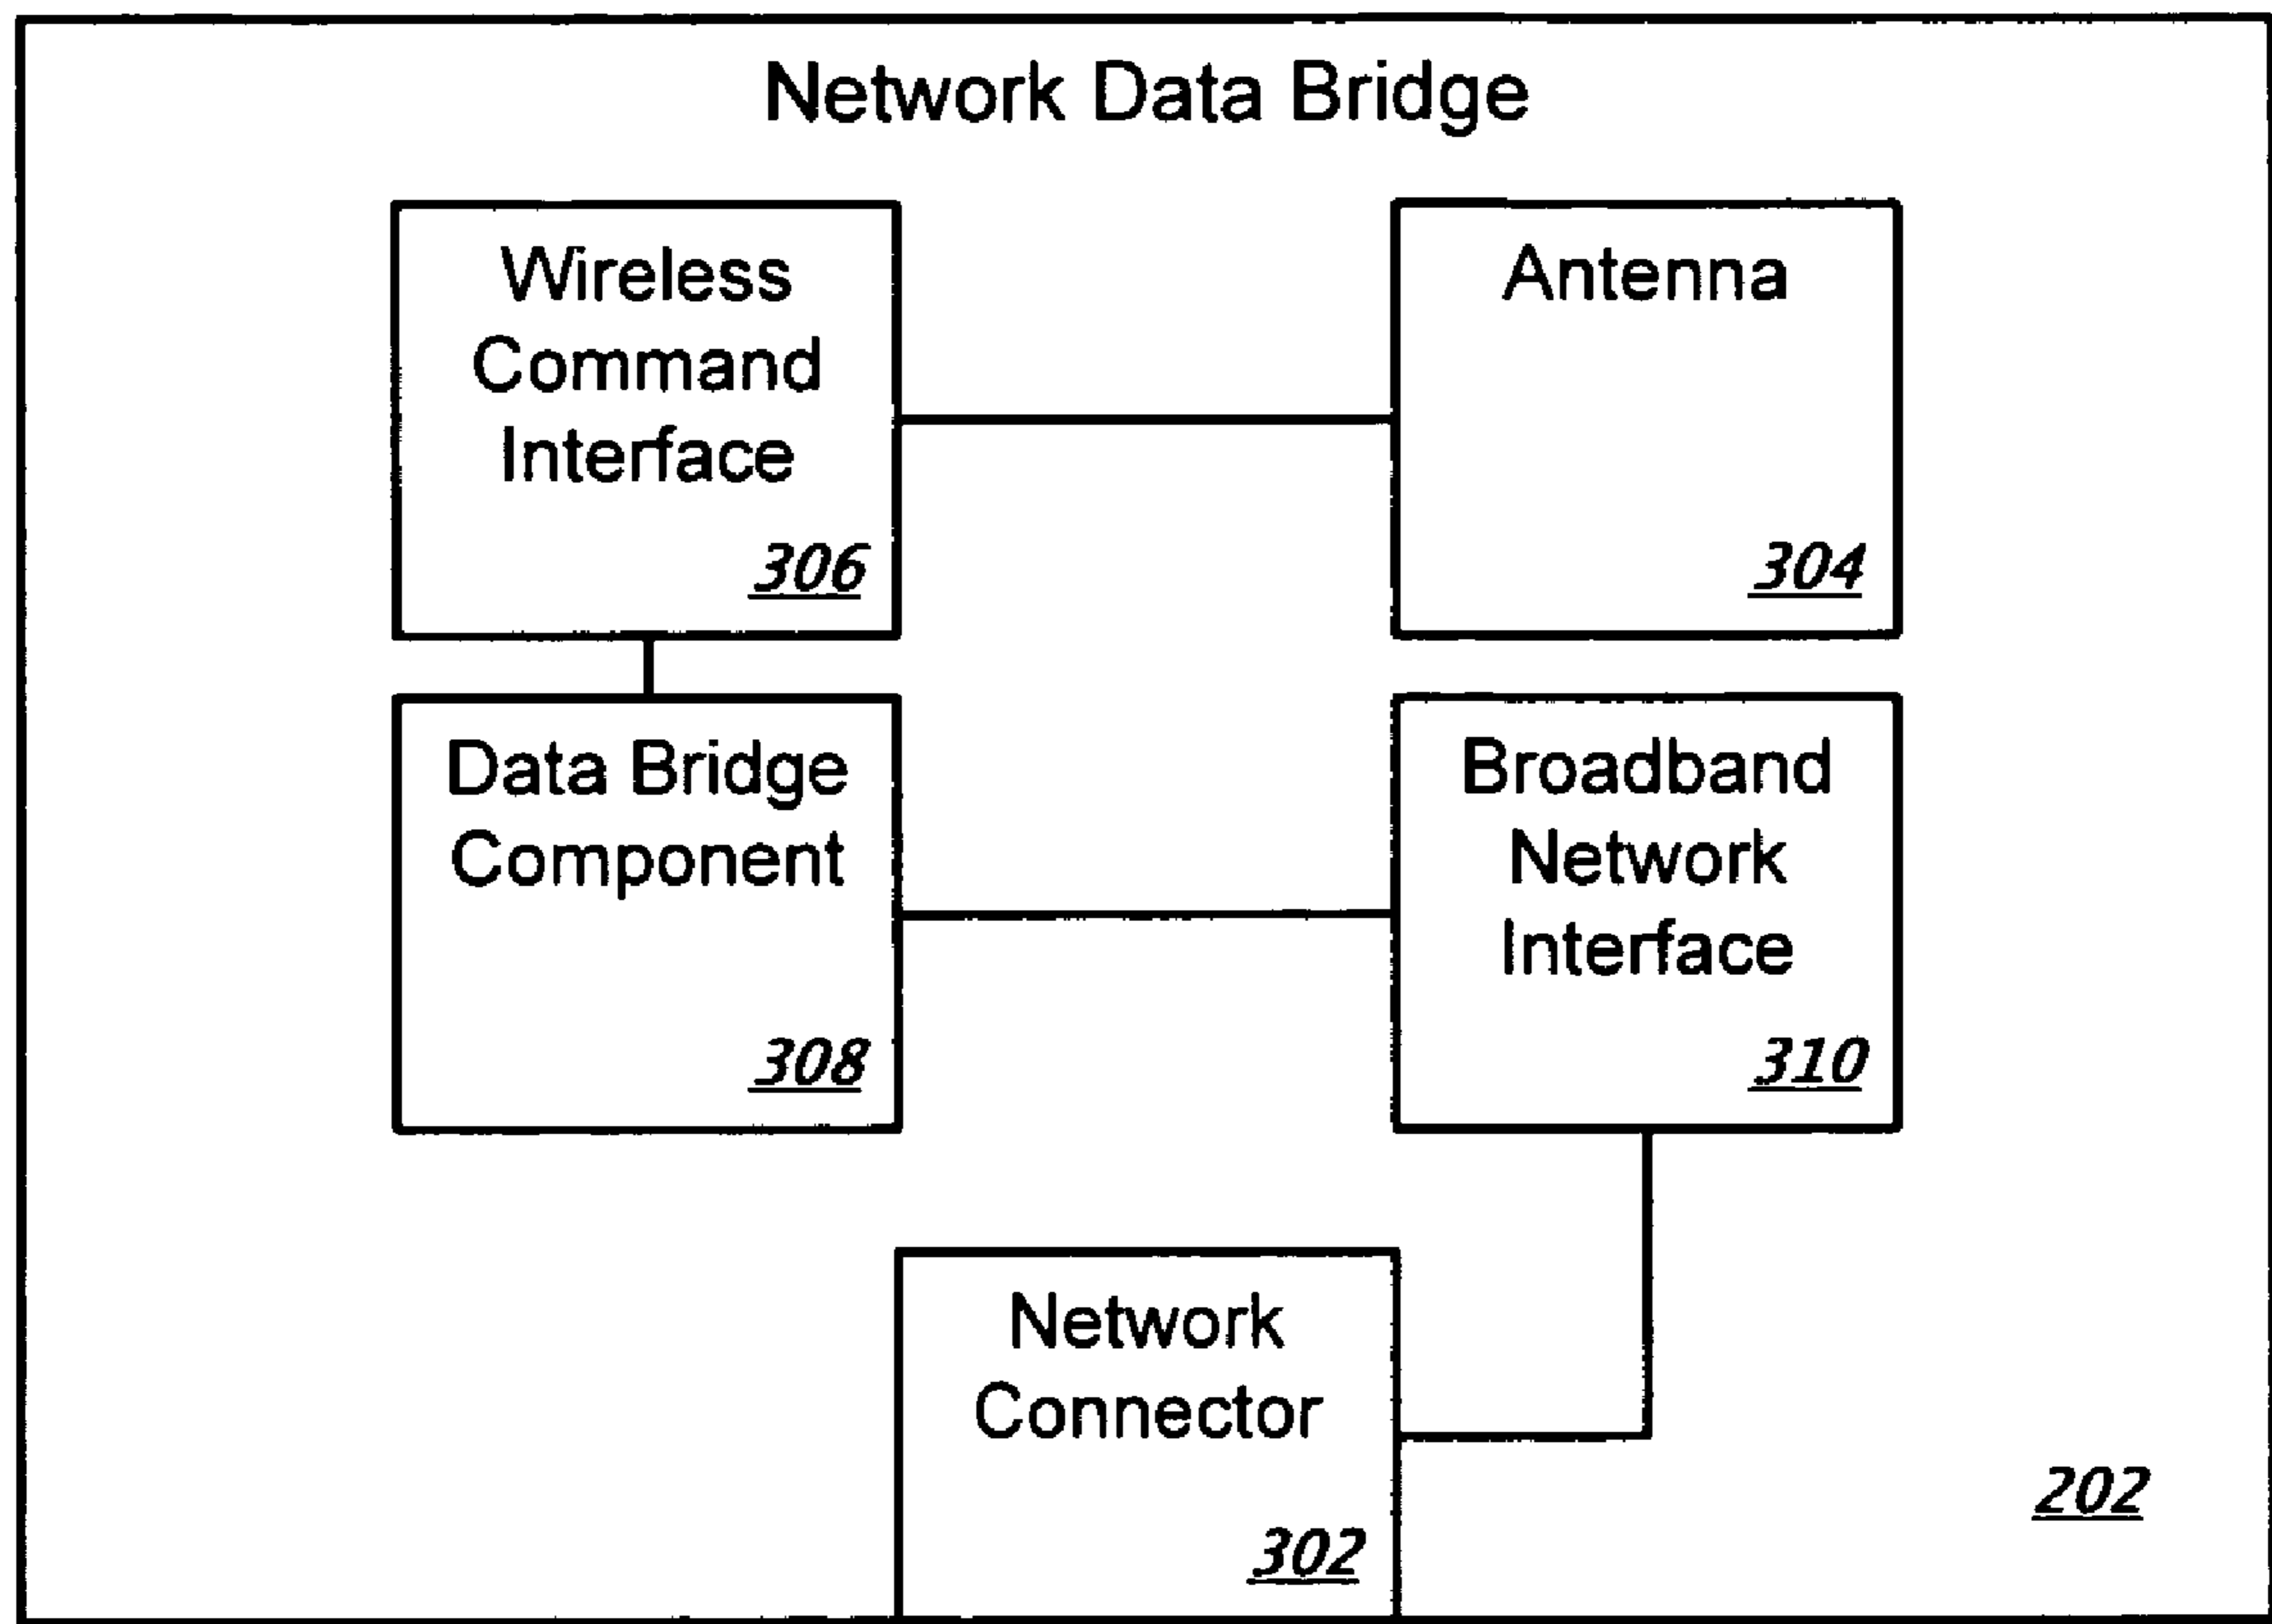 Network Data Bridge
Wireless
Command
Interface
306
Antenna
304
Data Bridge
Component
308
Broadband
Network
Interface
310
Network
Connector
302
202